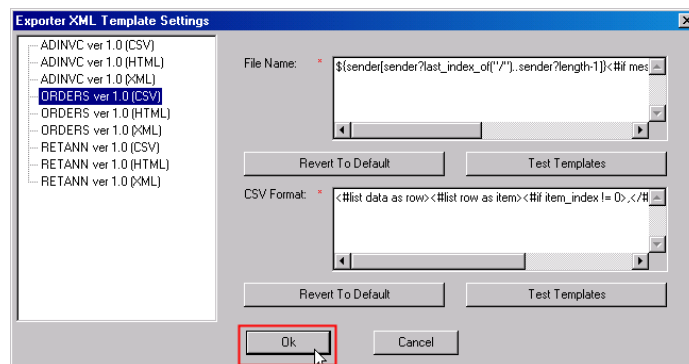 Exporter XML Template Settings
ADINVC ver 1.0 (CSV)
ADINVC ver 1.0 (HTML)
ADINVC ver 1.0 (XML)
ORDERS ver 1.0 (CSV)
ORDERS ver 1.0 (HTML)
ORDERS ver 1.0 (XML)
RETANN ver 1.0 (CSV)
RETANN ver 1.0 (HTML)
RETANN ver 1.0 (XML)
File Name: *
${sender[sender?last_index_of("/")..sender?length-1]}<#if mes
Revert To Default
Test Templates
CSV Format: *
<#list data as row><#list row as item><#if item_index != 0>,</#
Revert To Default
Test Templates
Ok
Cancel